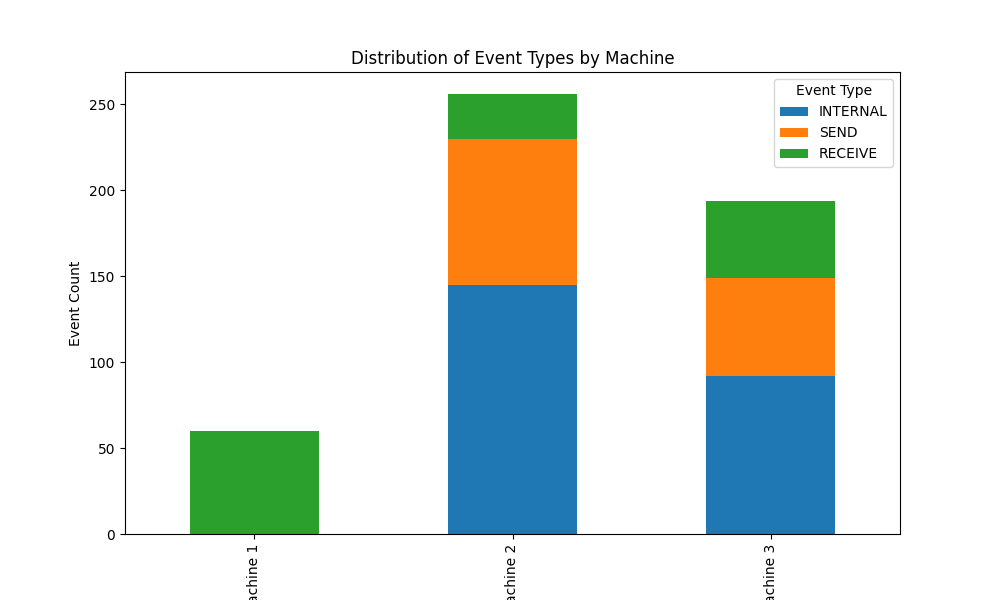 Distribution of Event Types by Machine
Event Type
INTERNAL
SEND
RECEIVE
Event Count
250
200
150
100
50
0
achine 1
achine 2
achine 3